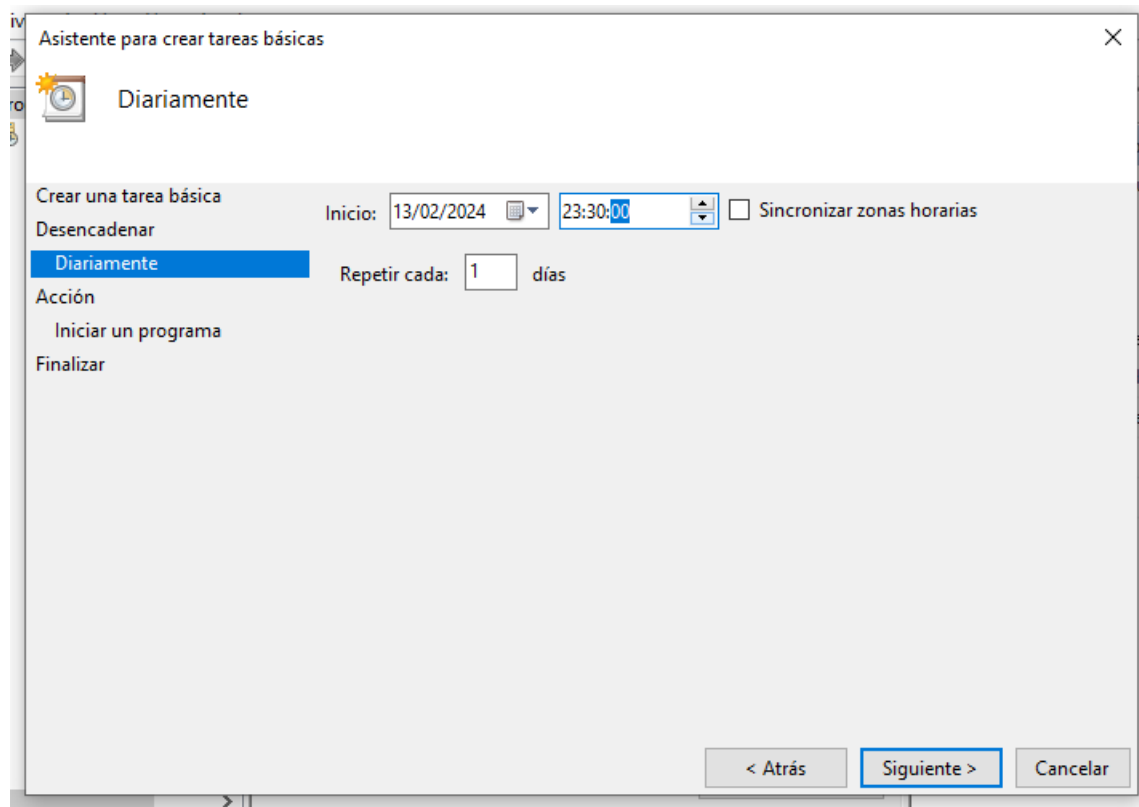 Asistente para crear tareas básicas
Diariamente
Crear una tarea básica
Desencadenar
Diariamente
Acción
Iniciar un programa
Finalizar
Inicio: 13/02/2024 23:30:00 Sincronizar zonas horarias
Repetir cada: 1 días
< Atrás Siguiente > Cancelar